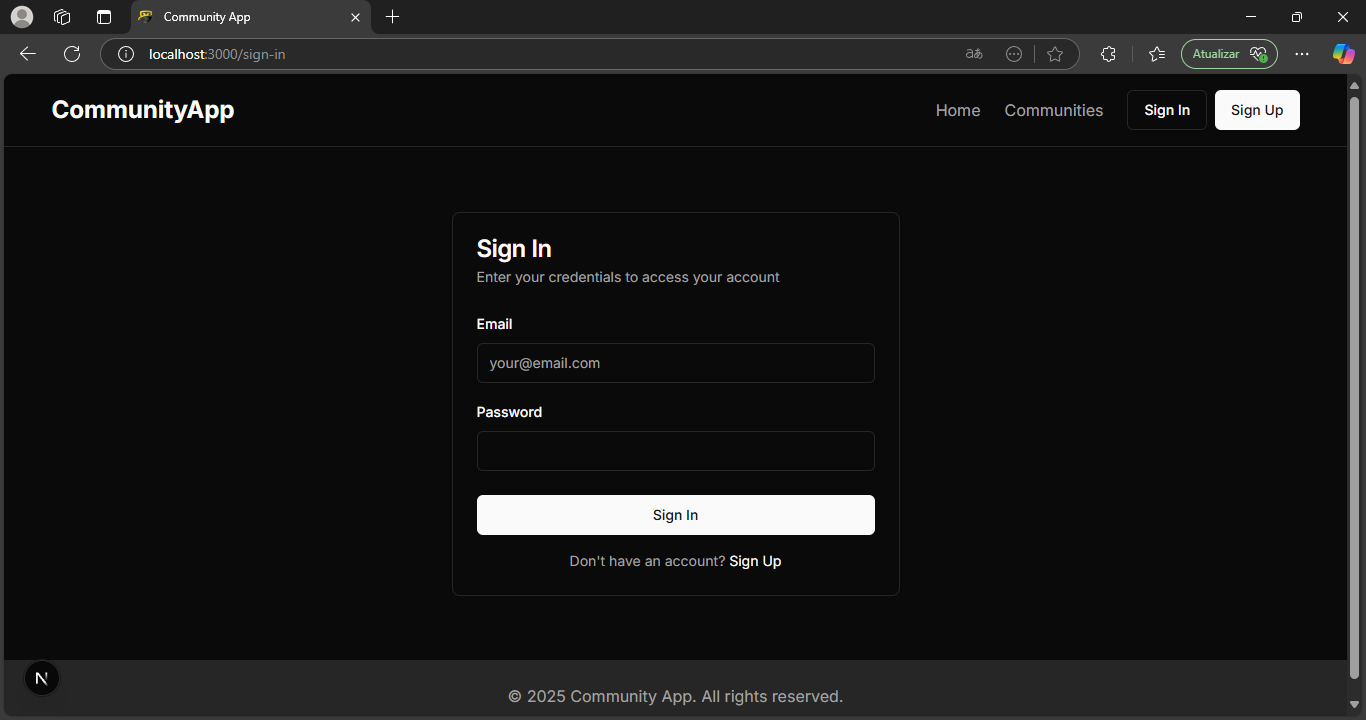 Community App
localhost:3000/sign-in
aあ
Atualizar
CommunityApp
Home
Communities
Sign In
Sign Up
Sign In
Enter your credentials to access your account
Email
your@email.com
Password
Sign In
Don't have an account? Sign Up
N
© 2025 Community App. All rights reserved.